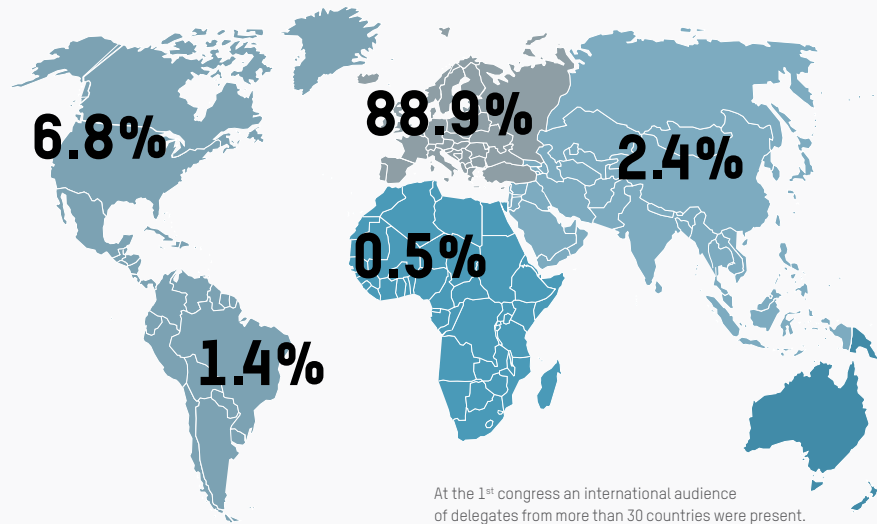 88.9%
6.8%
2.4%
0.5%
1.4%
At the 1st congress an international audience
of delegates from more than 30 countries were present.